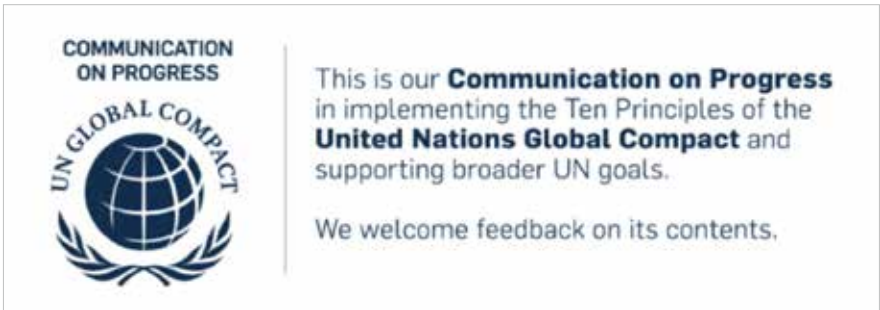 COMMUNICATION
ON PROGRESS
UN GLOBAL COMPACT
This is our Communication on Progress
in implementing the Ten Principles of the
United Nations Global Compact and
supporting broader UN goals.
We welcome feedback on its contents.